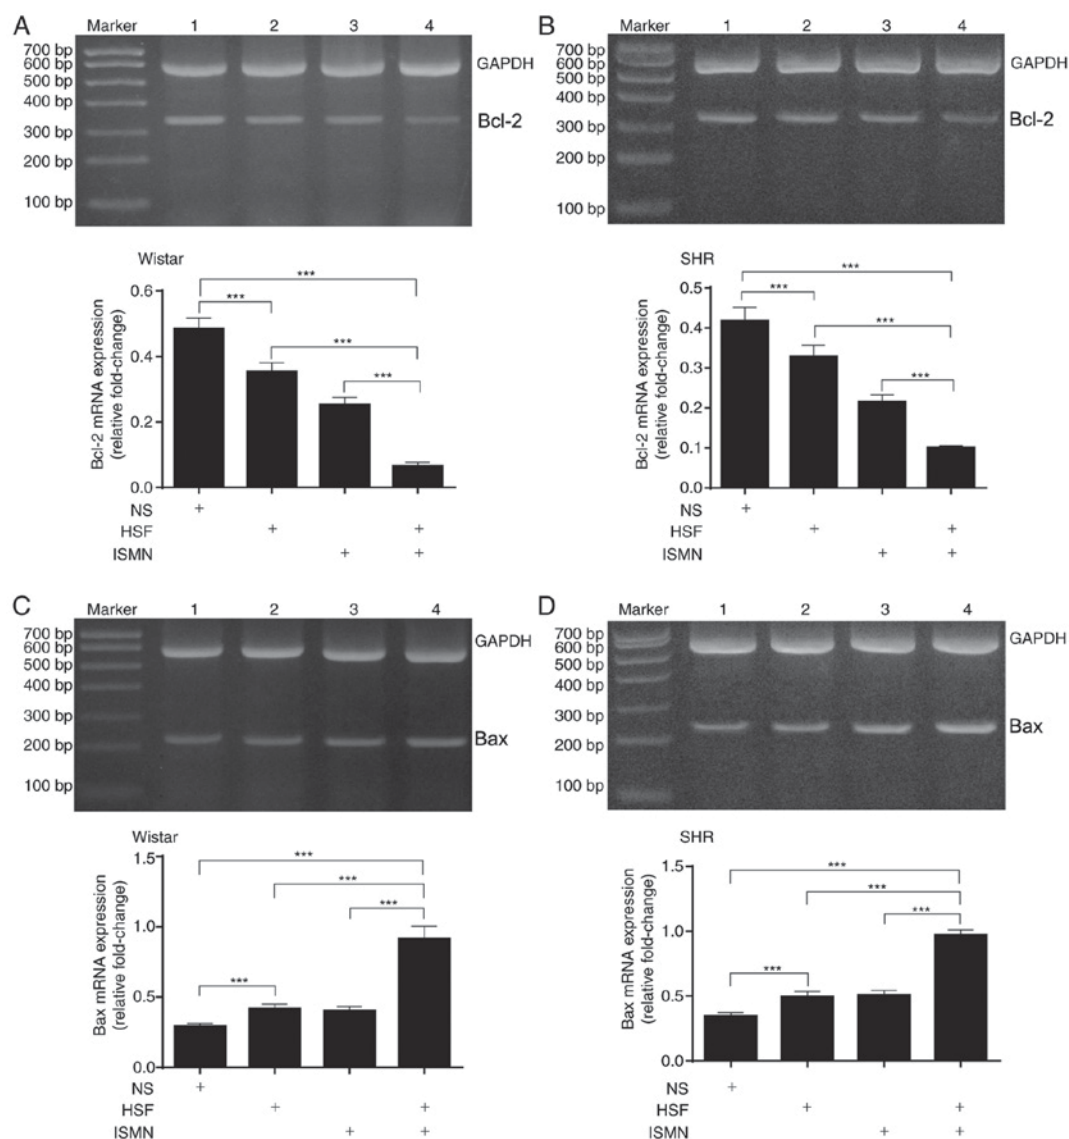 A
Marker 1 2 3 4
700 bp
600 bp
500 bp
400 bp
300 bp
200 bp
100 bp
GAPDH
Bcl-2
Wistar
Bcl-2 mRNA expression
(relative fold-change)
0.6
0.4
0.2
0.0
***
***
***
***
NS +
HSF + +
ISMN + +
B
Marker 1 2 3 4
700 bp
600 bp
500 bp
400 bp
300 bp
200 bp
100 bp
GAPDH
Bcl-2
SHR
Bcl-2 mRNA expression
(relative fold-change)
0.5
0.4
0.3
0.2
0.1
0.0
***
***
***
***
NS +
HSF + +
ISMN + +
C
Marker 1 2 3 4
700 bp
600 bp
500 bp
400 bp
300 bp
200 bp
100 bp
GAPDH
Bax
Wistar
Bax mRNA expression
(relative fold-change)
1.5
1.0
0.5
0.0
***
***
***
***
NS +
HSF + +
ISMN + +
D
Marker 1 2 3 4
700 bp
600 bp
500 bp
400 bp
300 bp
200 bp
100 bp
GAPDH
Bax
SHR
Bax mRNA expression
(relative fold-change)
1.5
1.0
0.5
0.0
***
***
***
***
NS +
HSF + +
ISMN + +